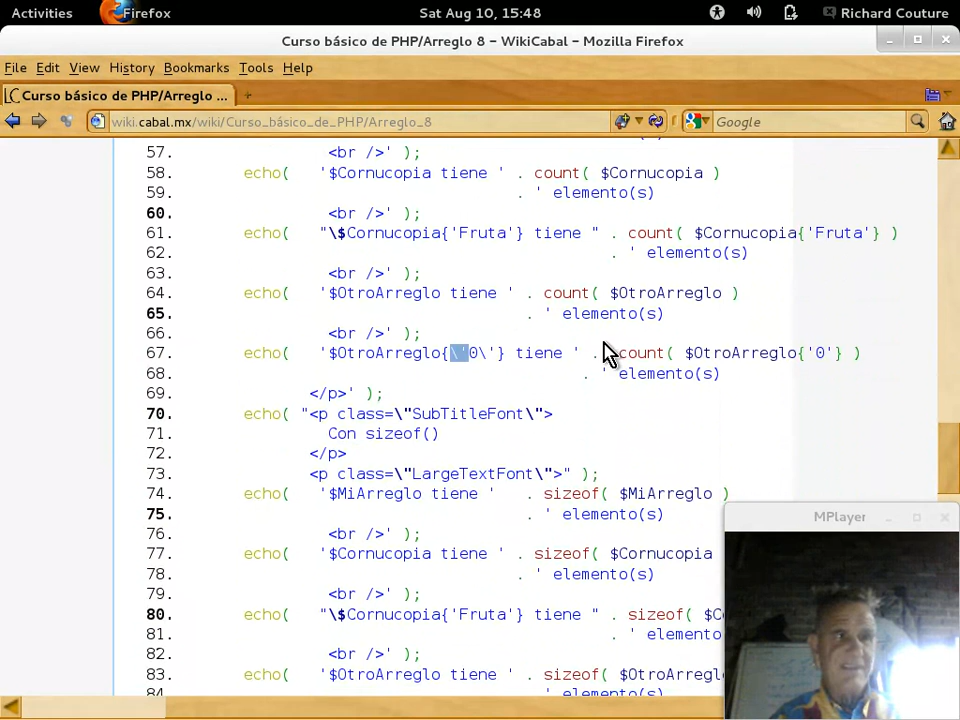 Activities Firefox Sat Aug 10, 15:48 Richard Couture
Curso básico de PHP/Arreglo 8 – WikiCabal – Mozilla Firefox
File Edit View History Bookmarks Tools Help
Curso básico de PHP/Arreglo ...
wiki.cabal.mx/wiki/Curso_básico_de_PHP/Arreglo_8 Google
57. <br />' );
58. echo( '$Cornucopia tiene ' . count( $Cornucopia )
59. . ' elemento(s)
60. <br />' );
61. echo( "\$Cornucopia{'Fruta'} tiene " . count( $Cornucopia{'Fruta'} )
62. . ' elemento(s)
63. <br />' );
64. echo( '$OtroArreglo tiene ' . count( $OtroArreglo )
65. . ' elemento(s)
66. <br />' );
67. echo( '$OtroArreglo{\'0\'} tiene ' . count( $OtroArreglo{'0'} )
68. . ' elemento(s)
69. </p>' );
70. echo( "<p class=\"SubTitleFont\">
71. Con sizeof()
72. </p>
73. <p class=\"LargeTextFont\">" );
74. echo( '$MiArreglo tiene ' . sizeof( $MiArreglo )
75. . ' elemento(s)
76. <br />' );
77. echo( '$Cornucopia tiene ' . sizeof( $Cornucopia
78. . ' elemento(s)
79. <br />' );
80. echo( "\$Cornucopia{'Fruta'} tiene " . sizeof( $C
81. . ' elemento
82. <br />' );
83. echo( '$OtroArreglo tiene ' . sizeof( $OtroArreg
84. . ' elemento(s)
MPlayer